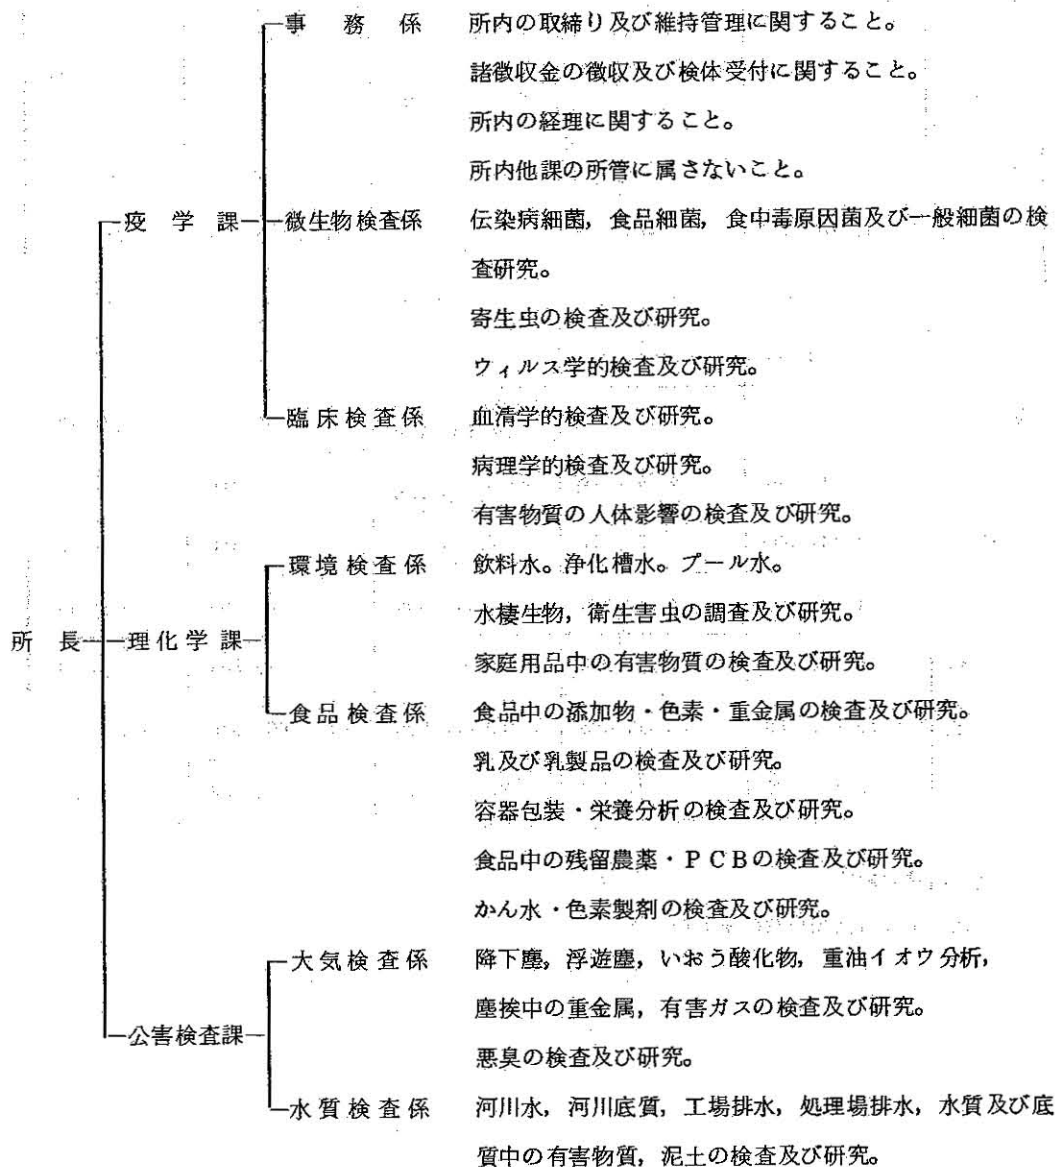 事務係 所内の取締り及び維持管理に関すること。
諸徴収金の徴収及び検体受付に関すること。
所内の経理に関すること。
所内他課の所管に属さないこと。
疫学課 微生物検査係 伝染病細菌，食品細菌，食中毒原因菌及び一般細菌の検
査研究。
寄生虫の検査及び研究。
ウィルス学的検査及び研究。
臨床検査係 血清学的検査及び研究。
病理学的検査及び研究。
有害物質の人体影響の検査及び研究。
環境検査係 飲料水。浄化槽水。プール水。
水棲生物，衛生害虫の調査及び研究。
所長 理化学課
家庭用品中の有害物質の検査及び研究。
食品検査係 食品中の添加物・色素・重金属の検査及び研究。
乳及び乳製品の検査及び研究。
容器包装・栄養分析の検査及び研究。
食品中の残留農薬・ＰＣＢの検査及び研究。
かん水・色素製剤の検査及び研究。
大気検査係 降下塵，浮遊塵，いおう酸化物，重油イオウ分析，
塵挨中の重金属，有害ガスの検査及び研究。
公害検査課
悪臭の検査及び研究。
水質検査係 河川水，河川底質，工場排水，処理場排水，水質及び底
質中の有害物質，泥土の検査及び研究。